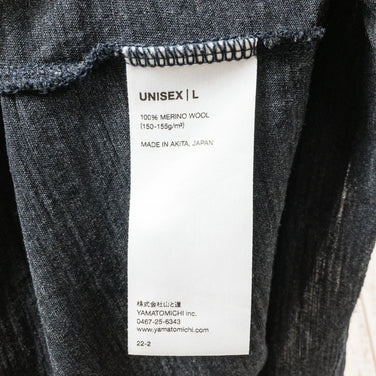 UNISEX | L
100% MERINO WOOL
(150-155g/m²)
MADE IN AKITA, JAPAN
株式会社山と道
YAMATOMICHI inc.
0467-25-6343
www.yamatomichi.com
22-2